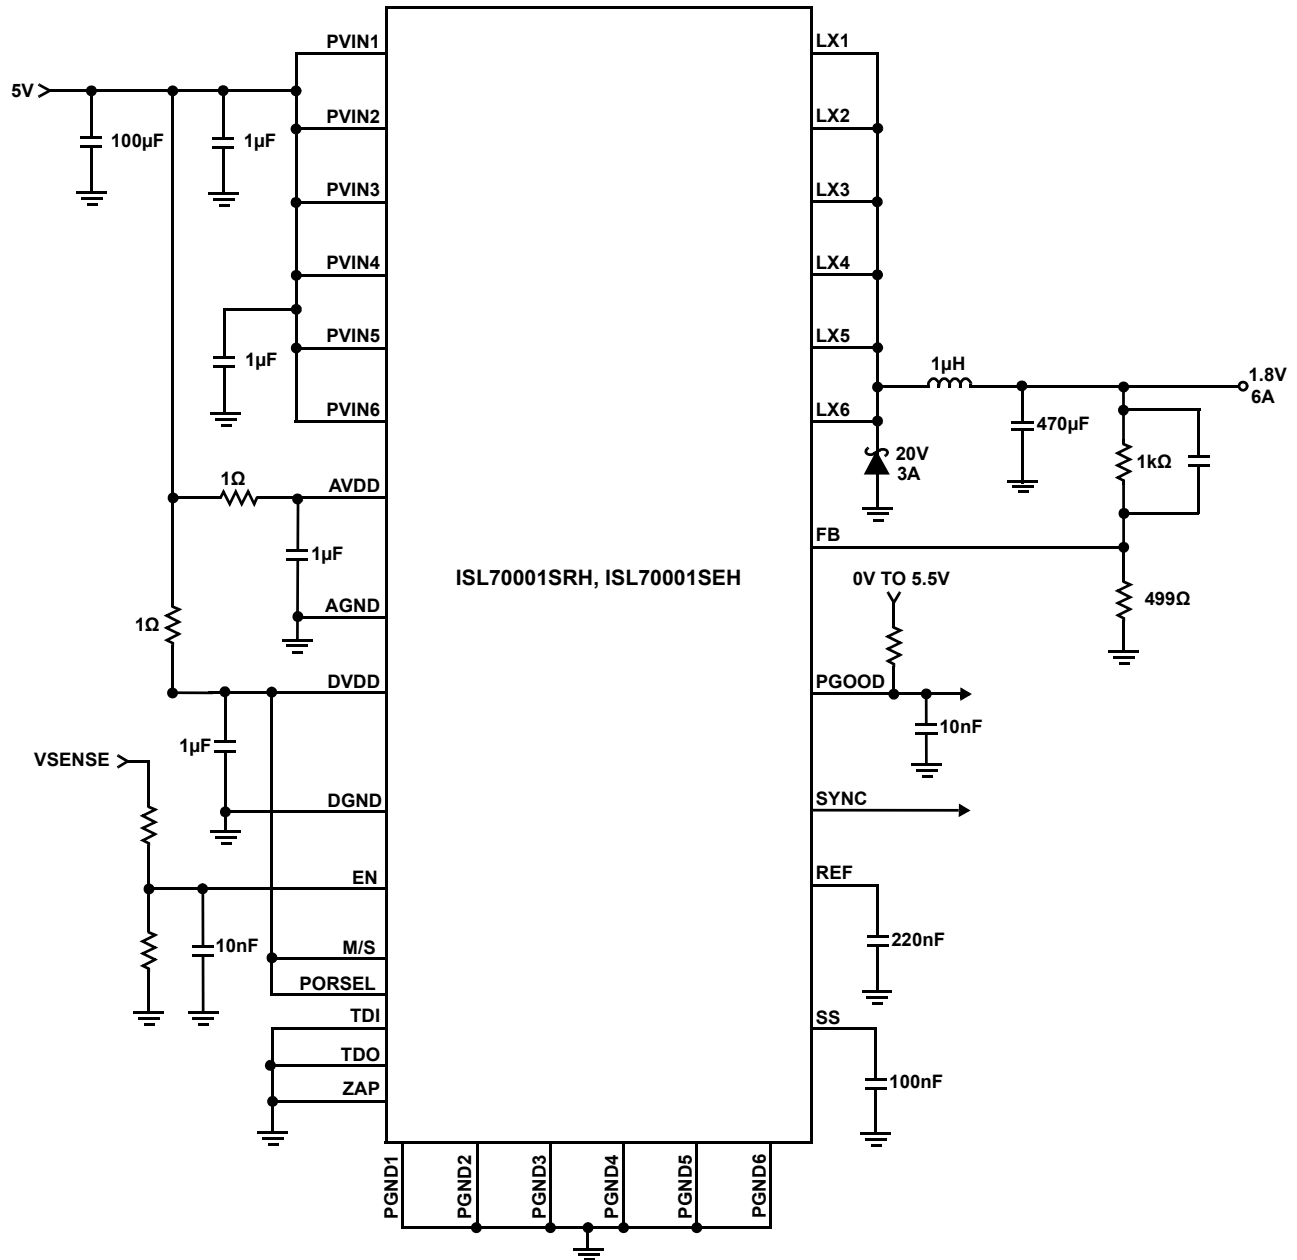 PVIN1
LX1
5V
100µF
1µF
PVIN2
LX2
PVIN3
LX3
PVIN4
LX4
1µF
PVIN5
LX5
1µH
1.8V
6A
PVIN6
LX6
470µF
20V
3A
1kΩ
1Ω
AVDD
FB
1µF
ISL70001SRH, ISL70001SEH
0V TO 5.5V
499Ω
AGND
1Ω
DVDD
PGOOD
10nF
1µF
VSENSE
DGND
SYNC
EN
REF
10nF
M/S
220nF
PORSEL
TDI
SS
TDO
100nF
ZAP
PGND1
PGND2
PGND3
PGND4
PGND5
PGND6